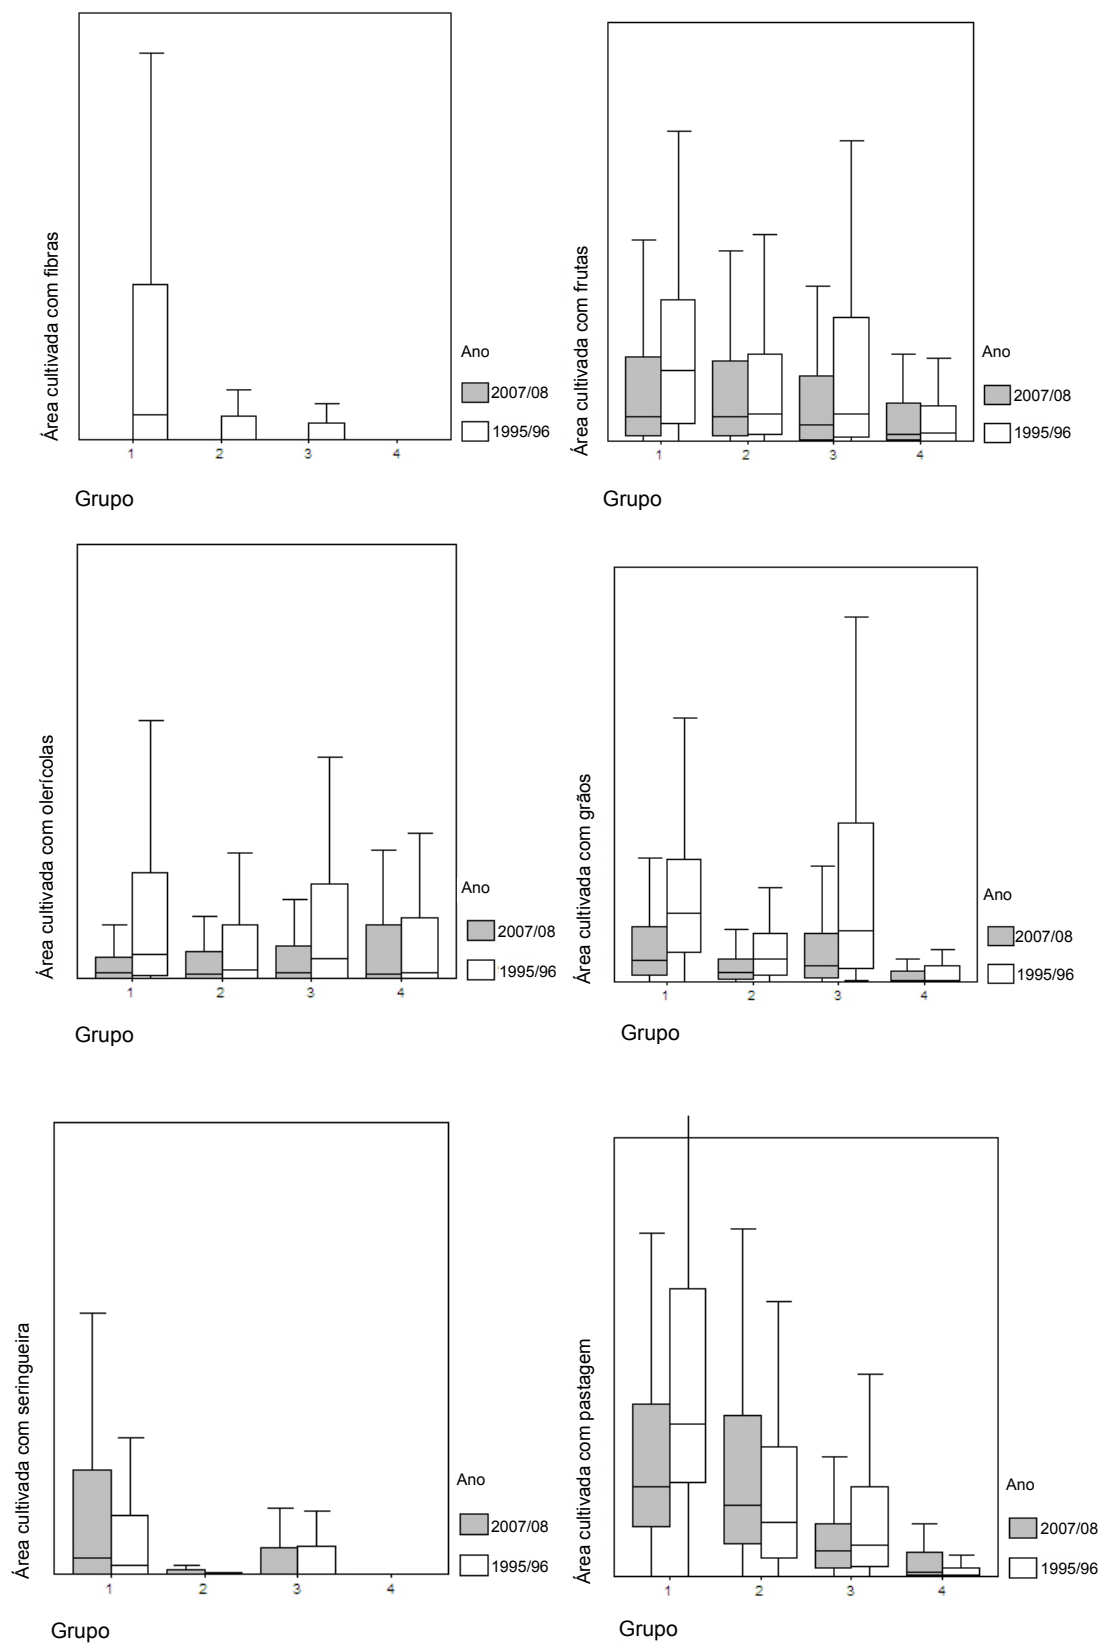 Área cultivada com fibras
Ano
2007/08
1995/96
1 2 3 4
Grupo
Área cultivada com frutas
Ano
2007/08
1995/96
1 2 3 4
Grupo
Área cultivada com olerícolas
Ano
2007/08
1995/96
1 2 3 4
Grupo
Área cultivada com grãos
Ano
2007/08
1995/96
1 2 3 4
Grupo
Área cultivada com seringueira
Ano
2007/08
1995/96
1 2 3 4
Grupo
Área cultivada com pastagem
Ano
2007/08
1995/96
1 2 3 4
Grupo